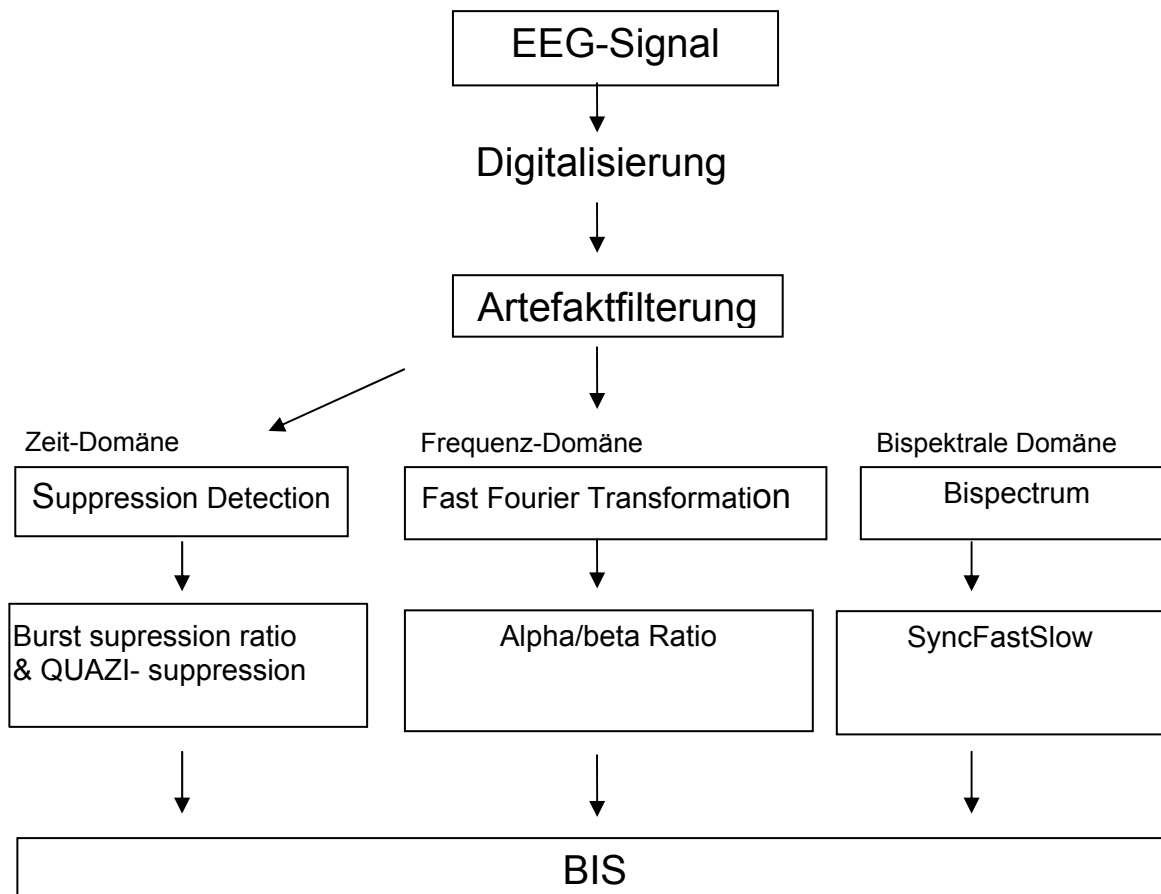 EEG-Signal
Digitalisierung
Artefaktfilterung
Zeit-Domäne
Frequenz-Domäne
Bispektrale Domäne
Suppression Detection
Fast Fourier Transformation
Bispectrum
Burst supression ratio
& QUAZI- suppression
Alpha/beta Ratio
SyncFastSlow
BIS